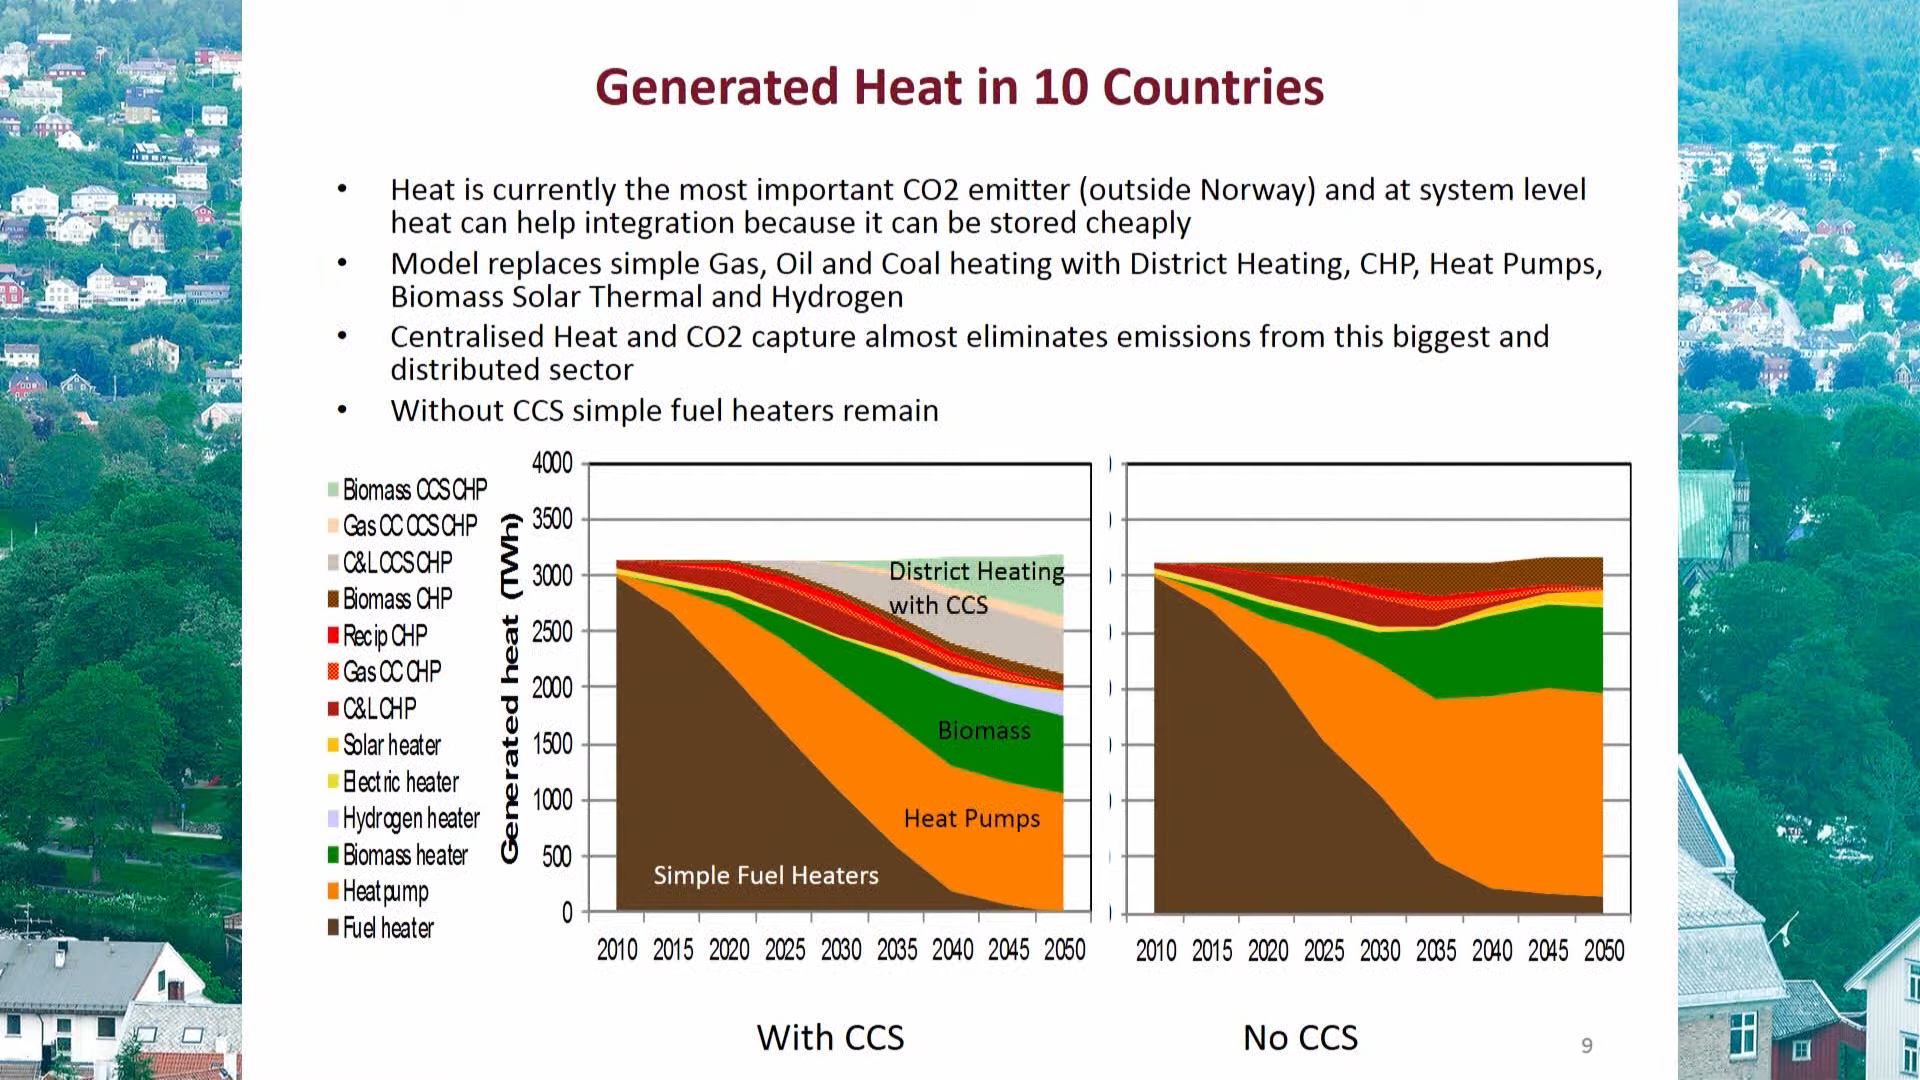 Generated Heat in 10 Countries
• Heat is currently the most important CO2 emitter (outside Norway) and at system level
heat can help integration because it can be stored cheaply
• Model replaces simple Gas, Oil and Coal heating with District Heating, CHP, Heat Pumps,
Biomass Solar Thermal and Hydrogen
• Centralised Heat and CO2 capture almost eliminates emissions from this biggest and
distributed sector
• Without CCS simple fuel heaters remain
Biomass CCS CHP
Gas CC CCS CHP
C&L CCS CHP
Biomass CHP
Recip CHP
Gas CC CHP
C&L CHP
Solar heater
Electric heater
Hydrogen heater
Biomass heater
Heat pump
Fuel heater
Generated heat (TWh)
4000
3500
3000
2500
2000
1500
1000
500
0
District Heating
with CCS
Biomass
Heat Pumps
Simple Fuel Heaters
2010 2015 2020 2025 2030 2035 2040 2045 2050
2010 2015 2020 2025 2030 2035 2040 2045 2050
With CCS
No CCS
9